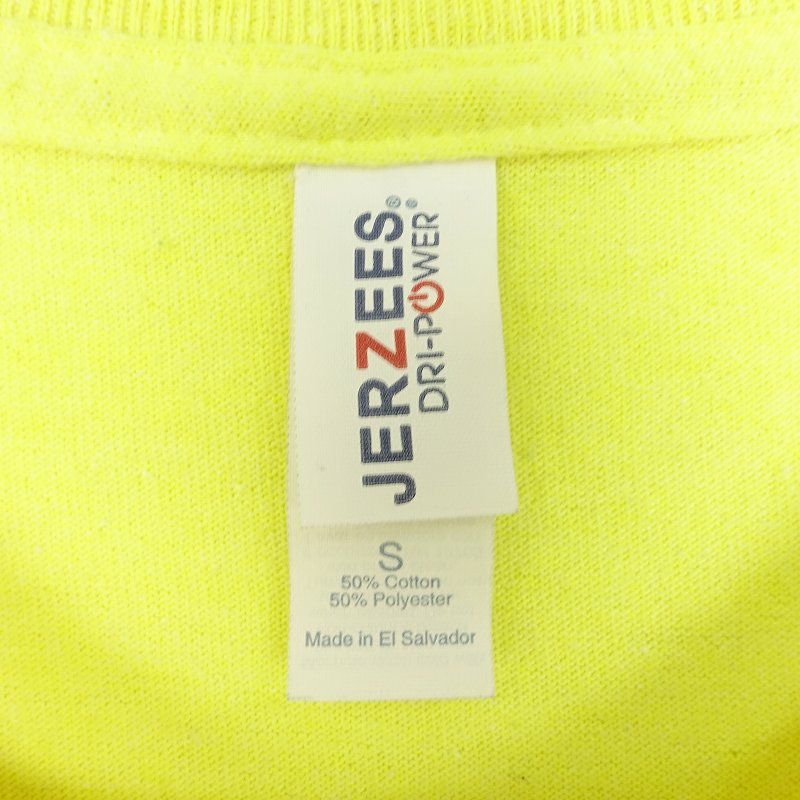 JERZEES®
DRI-POWER®
S
50% Cotton
50% Polyester
Made in El Salvador